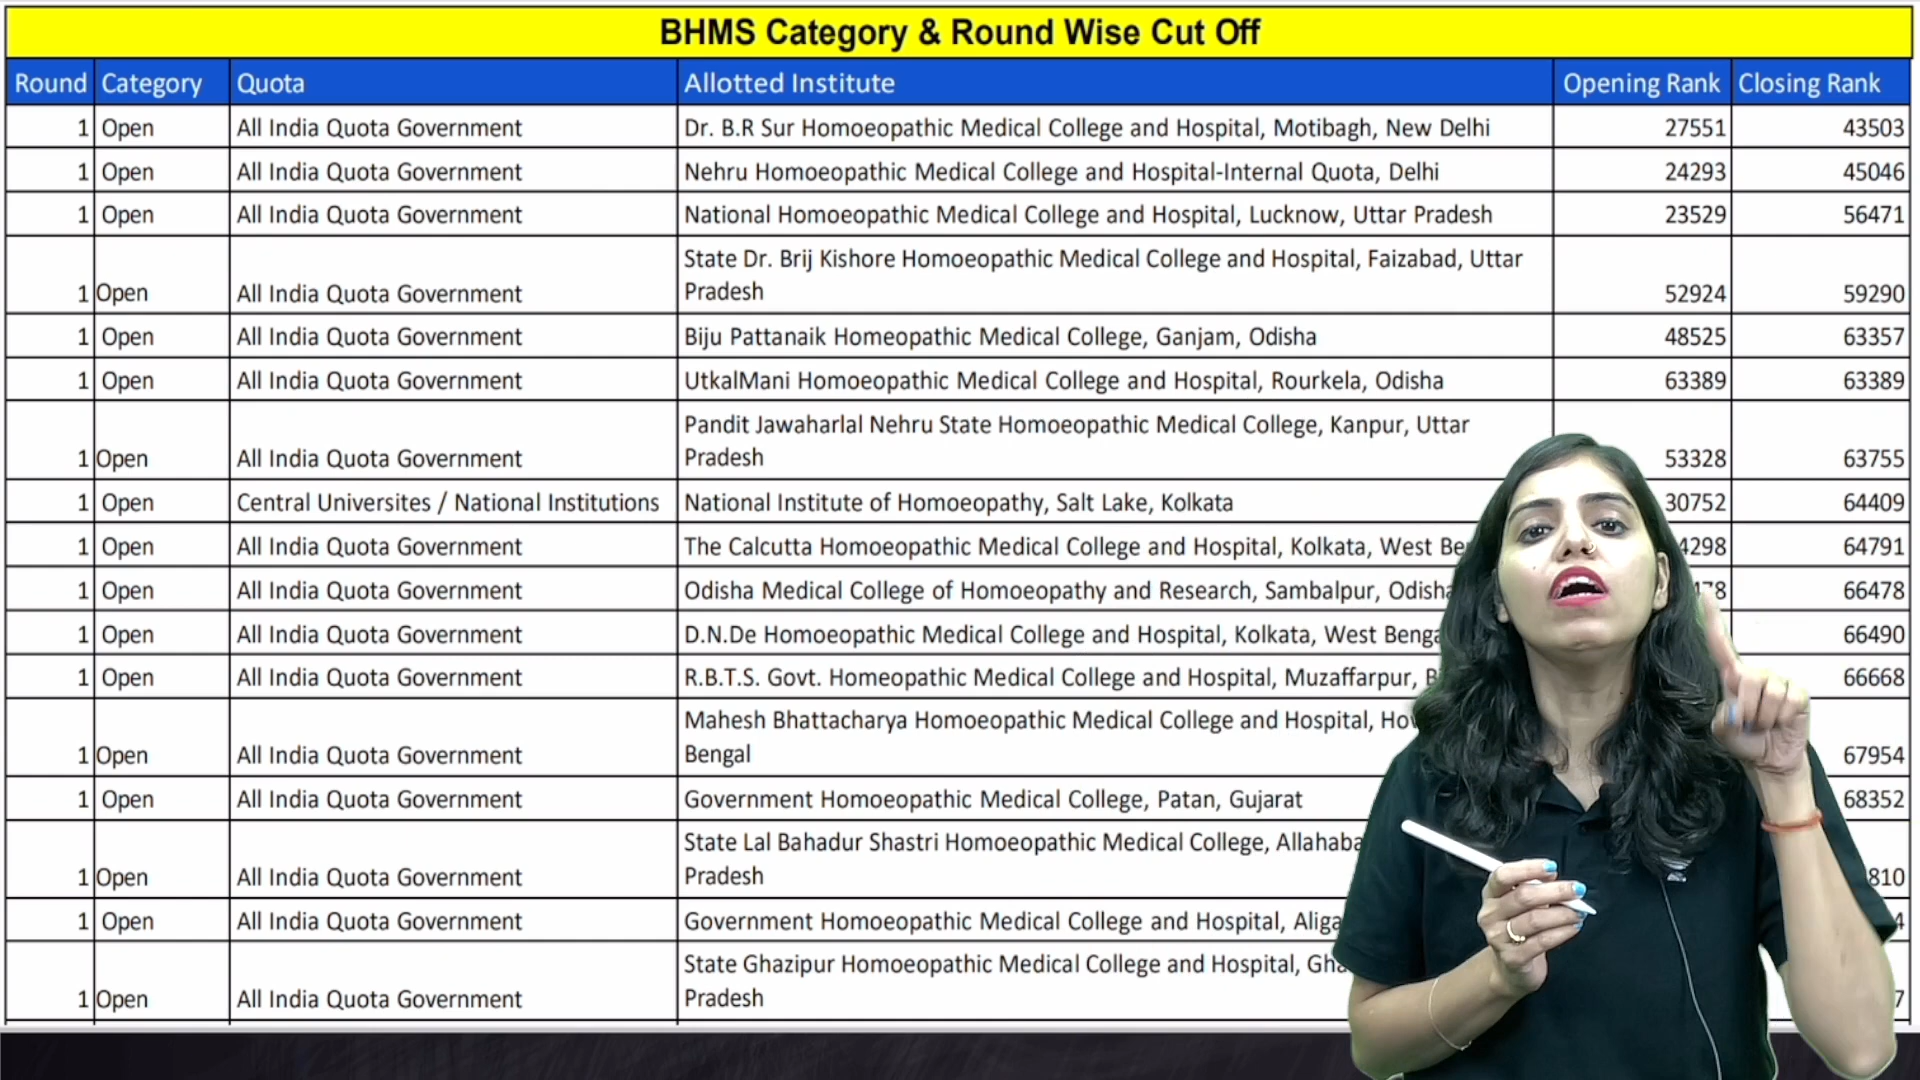 BHMS Category & Round Wise Cut Off
Round Category Quota Allotted Institute Opening Rank Closing Rank
1 Open All India Quota Government Dr. B.R Sur Homoeopathic Medical College and Hospital, Motibagh, New Delhi 27551 43503
1 Open All India Quota Government Nehru Homoeopathic Medical College and Hospital-Internal Quota, Delhi 24293 45046
1 Open All India Quota Government National Homoeopathic Medical College and Hospital, Lucknow, Uttar Pradesh 23529 56471
State Dr. Brij Kishore Homoeopathic Medical College and Hospital, Faizabad, Uttar
1 Open All India Quota Government Pradesh 52924 59290
1 Open All India Quota Government Biju Pattanaik Homeopathic Medical College, Ganjam, Odisha 48525 63357
1 Open All India Quota Government UtkalMani Homoeopathic Medical College and Hospital, Rourkela, Odisha 63389 63389
Pandit Jawaharlal Nehru State Homoeopathic Medical College, Kanpur, Uttar
1 Open All India Quota Government Pradesh 53328 63755
1 Open Central Universites / National Institutions National Institute of Homoeopathy, Salt Lake, Kolkata 30752 64409
1 Open All India Quota Government The Calcutta Homoeopathic Medical College and Hospital, Kolkata, West 64791
1 Open All India Quota Government Odisha Medical College of Homoeopathy and Research, Sambalpur, Odisha 66478
1 Open All India Quota Government D.N.De Homoeopathic Medical College and Hospital, Kolkata, West 66490
1 Open All India Quota Government R.B.T.S. Govt. Homeopathic Medical College and Hospital, Muzaffarpur, 66668
Mahesh Bhattacharya Homoeopathic Medical College and Hospital,
1 Open All India Quota Government Bengal 67954
1 Open All India Quota Government Government Homoeopathic Medical College, Patan, Gujarat 68352
State Lal Bahadur Shastri Homoeopathic Medical College,
1 Open All India Quota Government Pradesh
1 Open All India Quota Government Government Homoeopathic Medical College and Hospital,
State Ghazipur Homoeopathic Medical College and Hospital,
1 Open All India Quota Government Pradesh